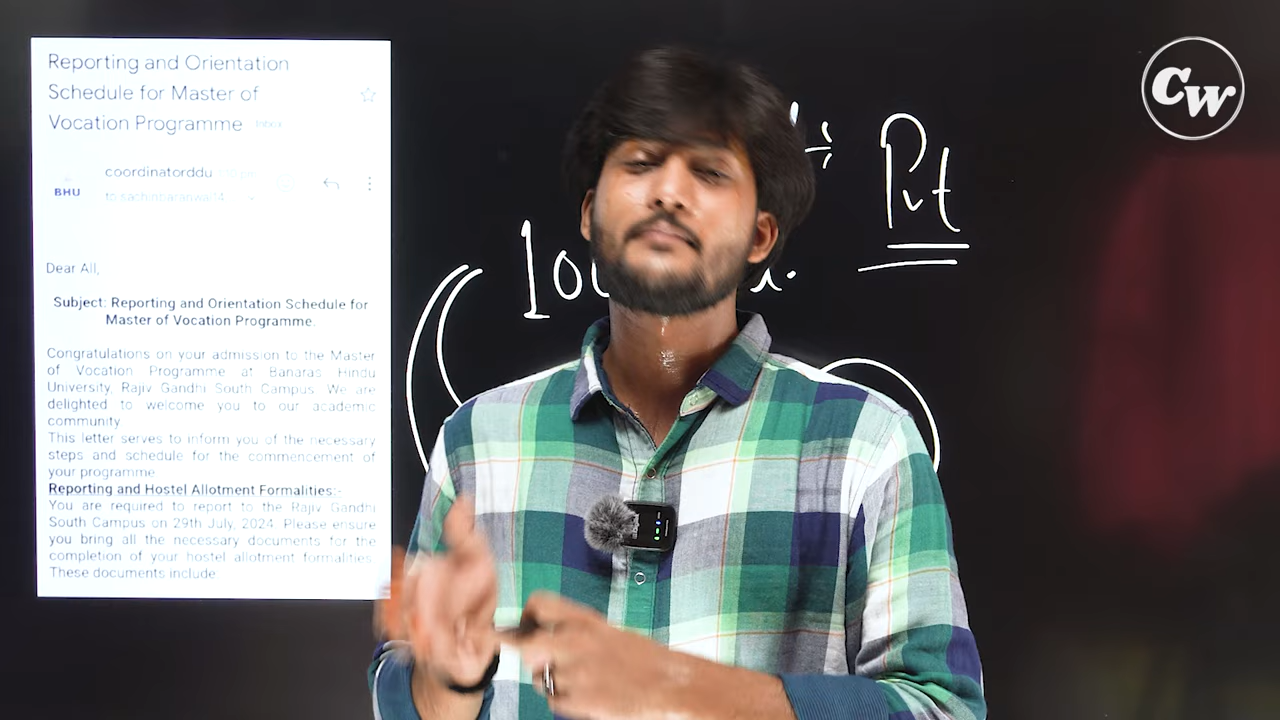 Reporting and Orientation
Schedule for Master of
Vocation Programme Inbox
coordinatorddu
BHU
Dear All,
Subject: Reporting and Orientation Schedule for
Master of Vocation Programme.
Congratulations on your admission to the Master
of Vocation Programme at Banaras Hindu
University, Rajiv Gandhi South Campus. We are
delighted to welcome you to our academic
community.
This letter serves to inform you of the necessary
steps and schedule for the commencement of
your programme.
Reporting and Hostel Allotment Formalities:-
You are required to report to the Rajiv Gandhi
South Campus on 29th July, 2024. Please ensure
you bring all the necessary documents for the
completion of your hostel allotment formalities.
These documents include
Pvt
CW